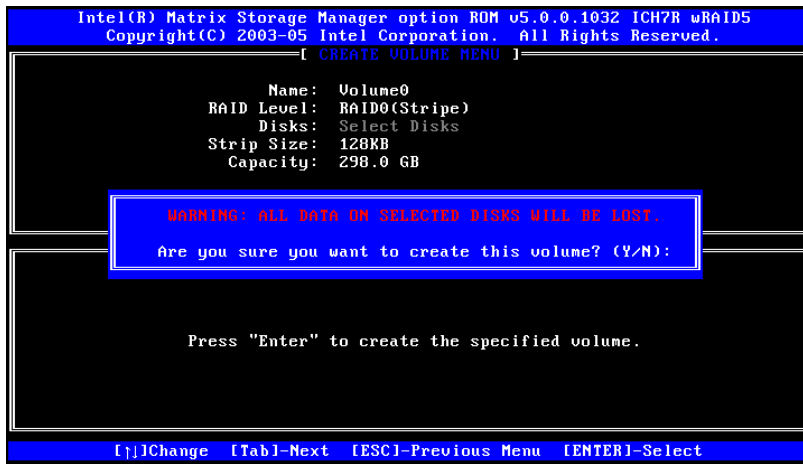 Intel(R) Matrix Storage Manager option ROM v5.0.0.1032 ICH7R wRAID5
Copyright(C) 2003-05 Intel Corporation. All Rights Reserved.
[ CREATE VOLUME MENU ]
Name: Volume0
RAID Level: RAID0(Stripe)
Disks: Select Disks
Strip Size: 128KB
Capacity: 298.0 GB
WARNING: ALL DATA ON SELECTED DISKS WILL BE LOST.
Are you sure you want to create this volume? (Y/N):
Press "Enter" to create the specified volume.
[↑↓]Change [Tab]-Next [ESC]-Previous Menu [ENTER]-Select